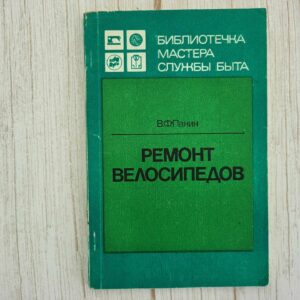 БИБЛИОТЕЧКА
МАСТЕРА
СЛУЖБЫ БЫТА
В.Ф.Панин
РЕМОНТ
ВЕЛОСИПЕДОВ